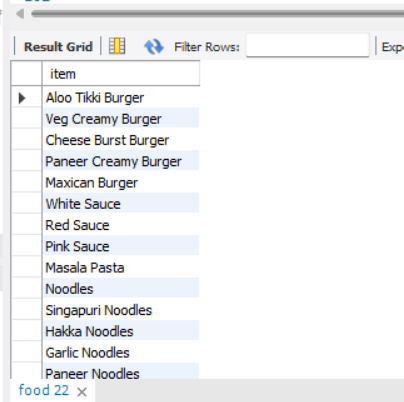 Result Grid Filter Rows: Expo
item
Aloo Tikki Burger
Veg Creamy Burger
Cheese Burst Burger
Paneer Creamy Burger
Maxican Burger
White Sauce
Red Sauce
Pink Sauce
Masala Pasta
Noodles
Singapuri Noodles
Hakka Noodles
Garlic Noodles
Paneer Noodles
food 22